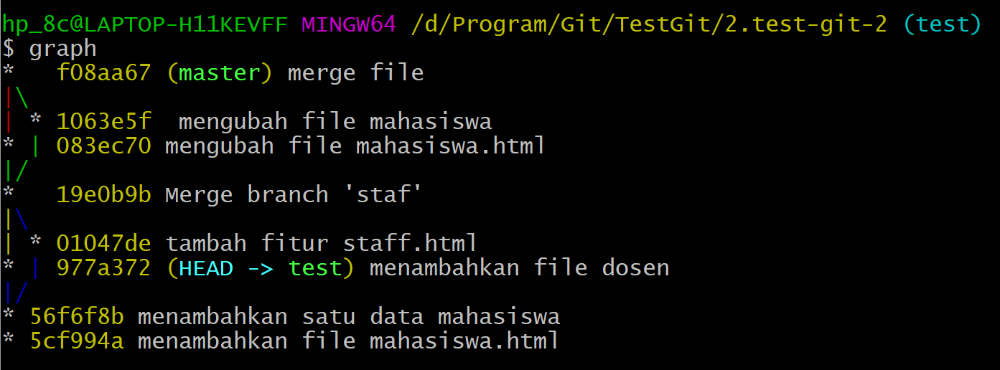 hp_8c@LAPTOP-H11KEVFF MINGW64 /d/Program/Git/TestGit/2.test-git-2 (test)
$ graph
*   f08aa67 (master) merge file
|\
| * 1063e5f  mengubah file mahasiswa
* | 083ec70 mengubah file mahasiswa.html
|/
*   19e0b9b Merge branch 'staf'
|\
| * 01047de tambah fitur staff.html
* | 977a372 (HEAD -> test) menambahkan file dosen
|/
* 56f6f8b menambahkan satu data mahasiswa
* 5cf994a menambahkan file mahasiswa.html